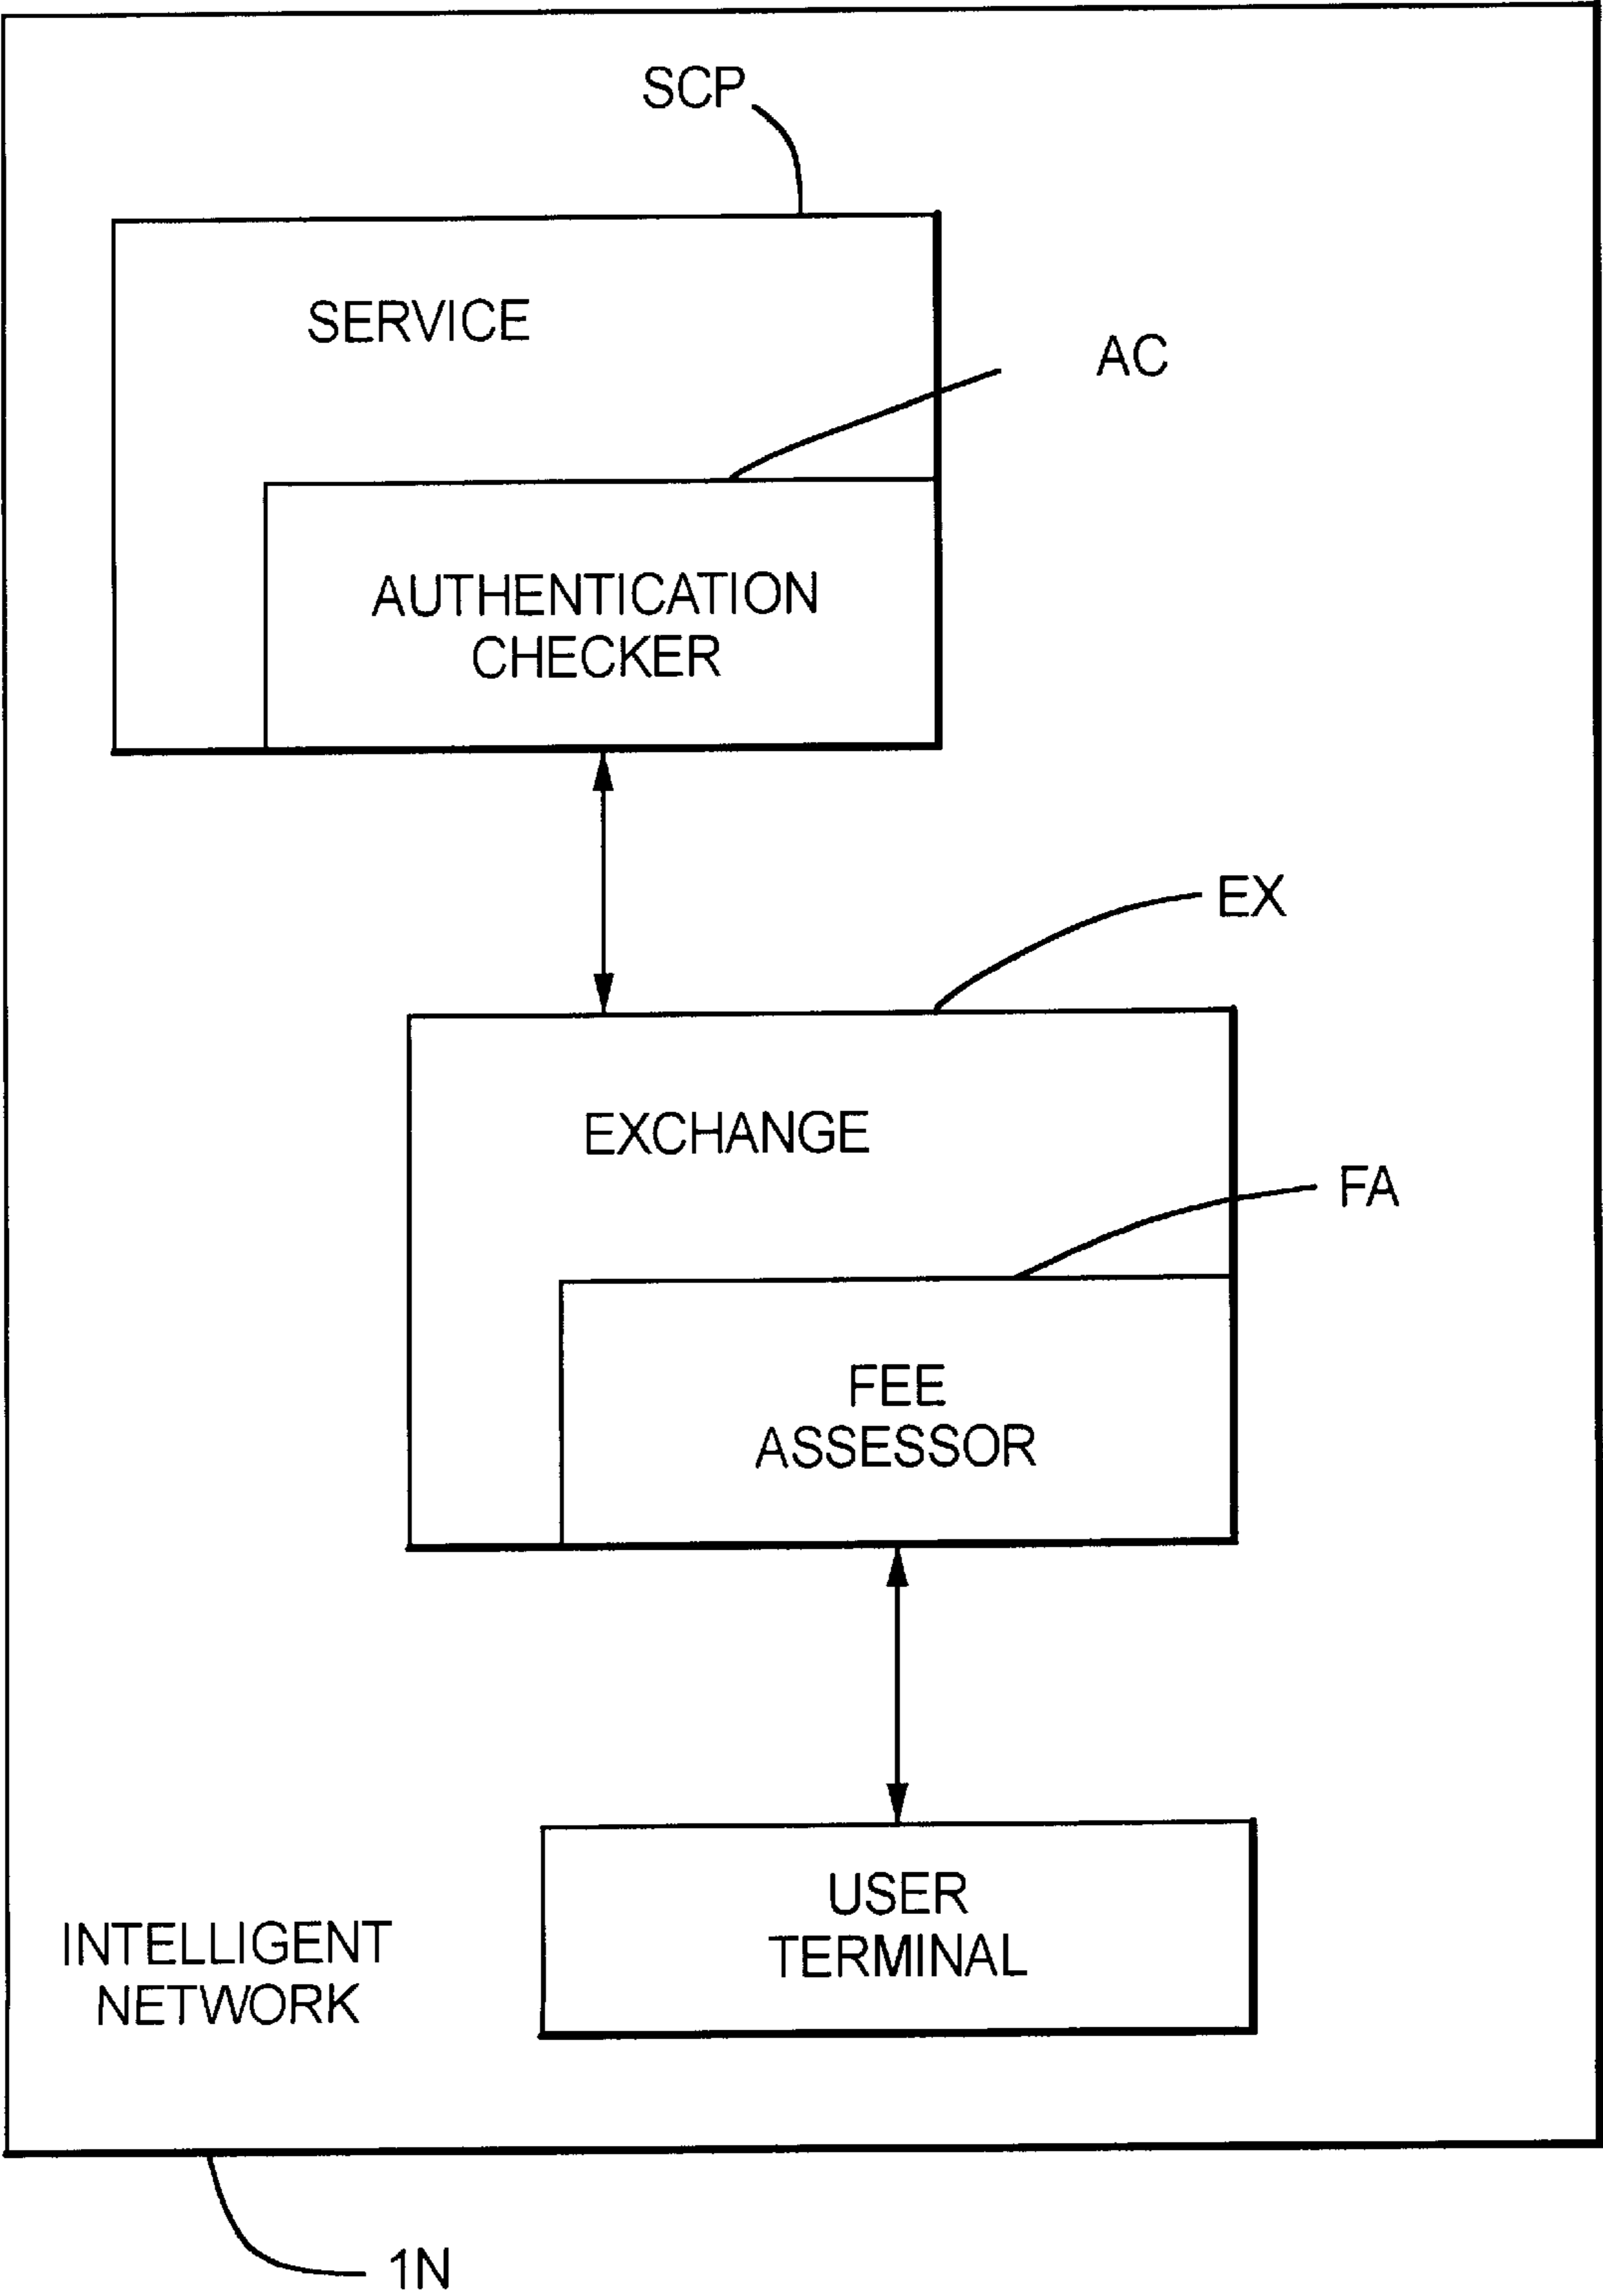 SCP
SERVICE
AC
AUTHENTICATION
CHECKER
EX
EXCHANGE
FA
FEE
ASSESSOR
USER
TERMINAL
INTELLIGENT
NETWORK
1N